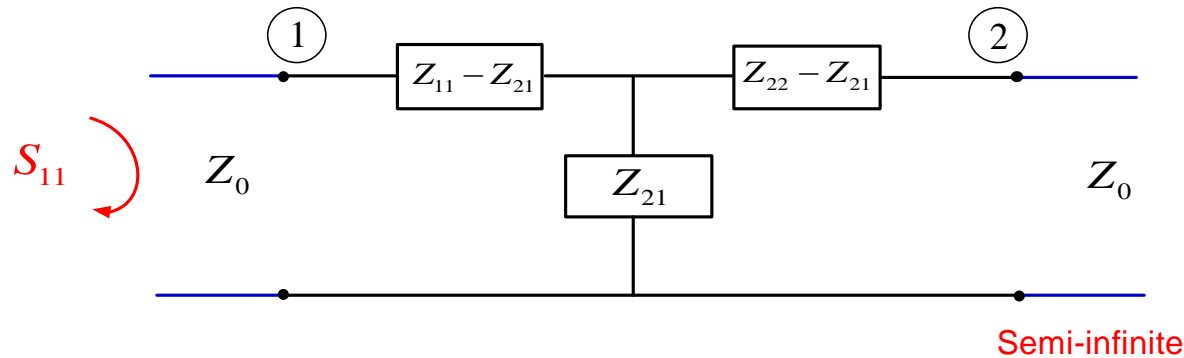 1
2
Z₁₁ − Z₂₁
Z₂₂ − Z₂₁
S₁₁
Z₀
Z₂₁
Z₀
Semi-infinite